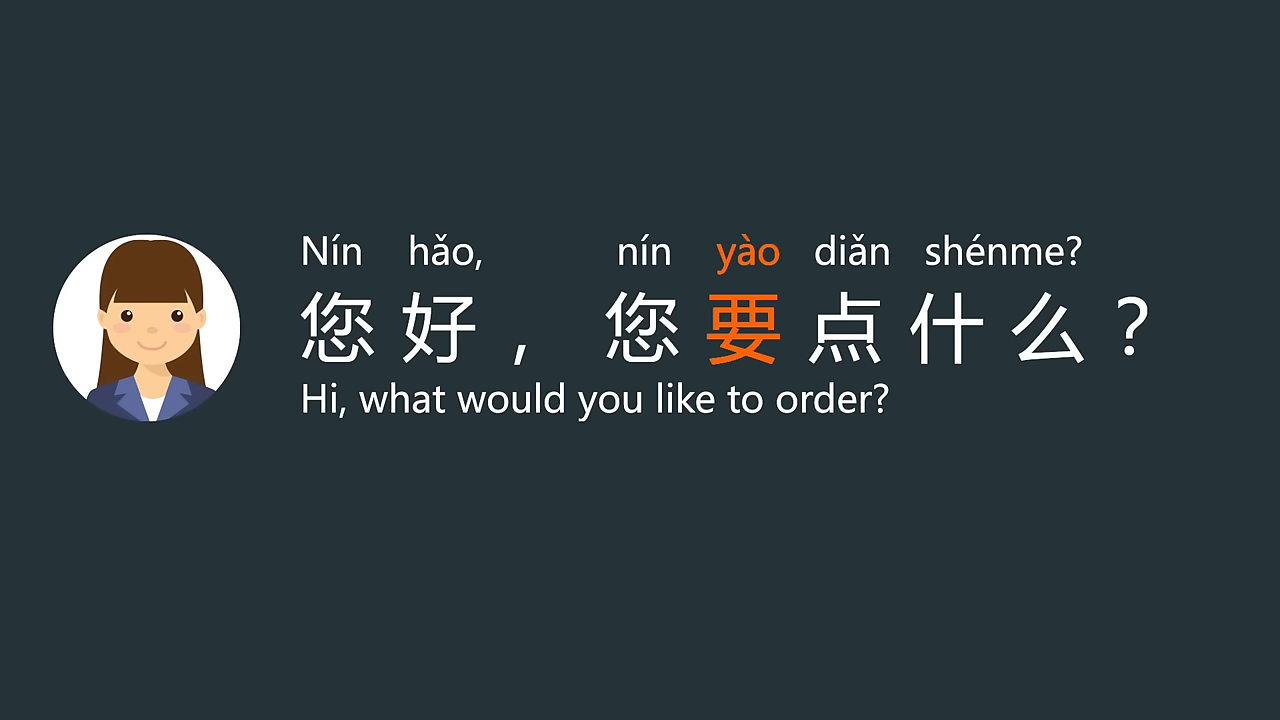 Nín hǎo, nín yào diǎn shénme?
您好，您要点什么？
Hi, what would you like to order?